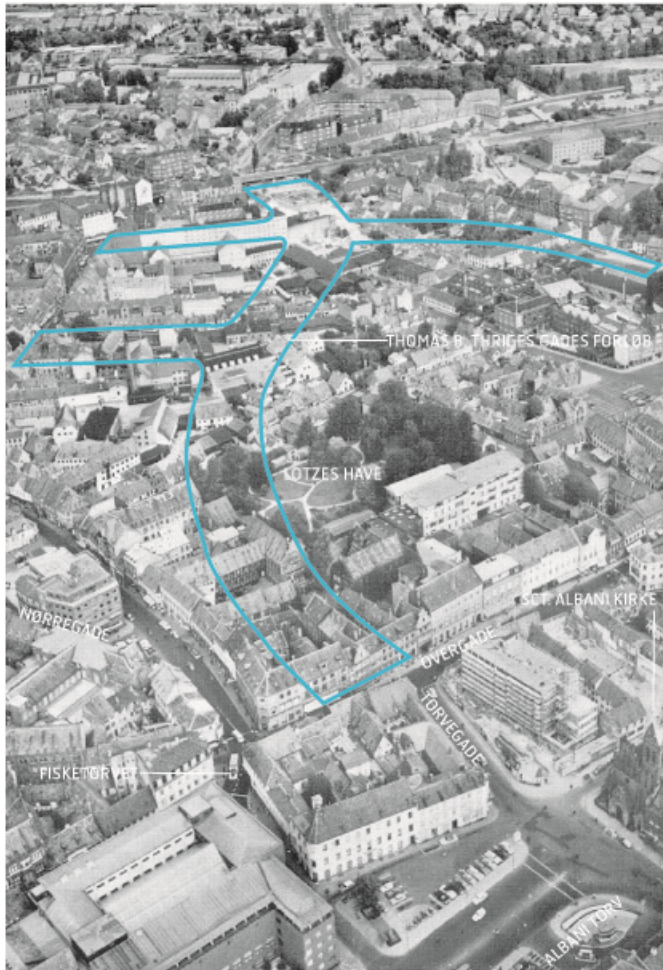 THOMAS B. THRIGES GADES FORLØB
LOTZES HAVE
SCT. ALBANI KIRKE
NØRREGADE
OVERGADE
TORVEGADE
FISKETORVET
ALBANI TORV